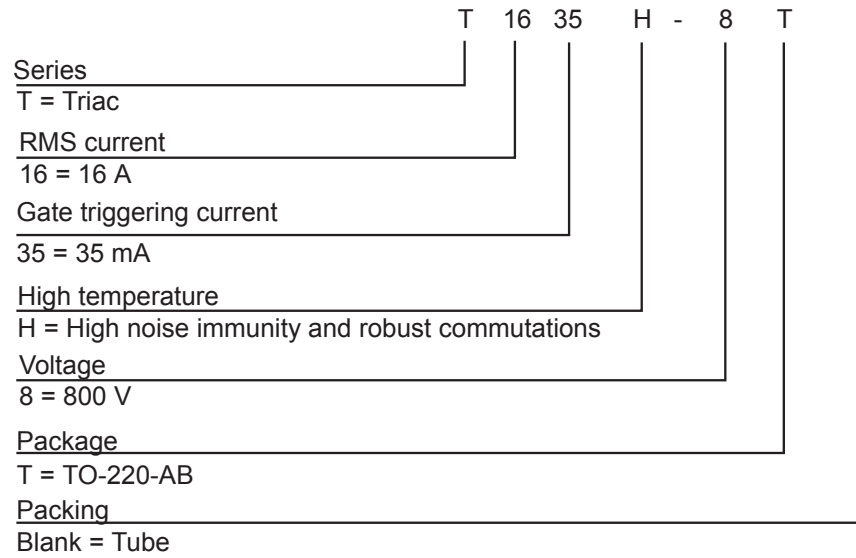 T 16 35 H - 8 T
Series
T = Triac
RMS current
16 = 16 A
Gate triggering current
35 = 35 mA
High temperature
H = High noise immunity and robust commutations
Voltage
8 = 800 V
Package
T = TO-220-AB
Packing
Blank = Tube